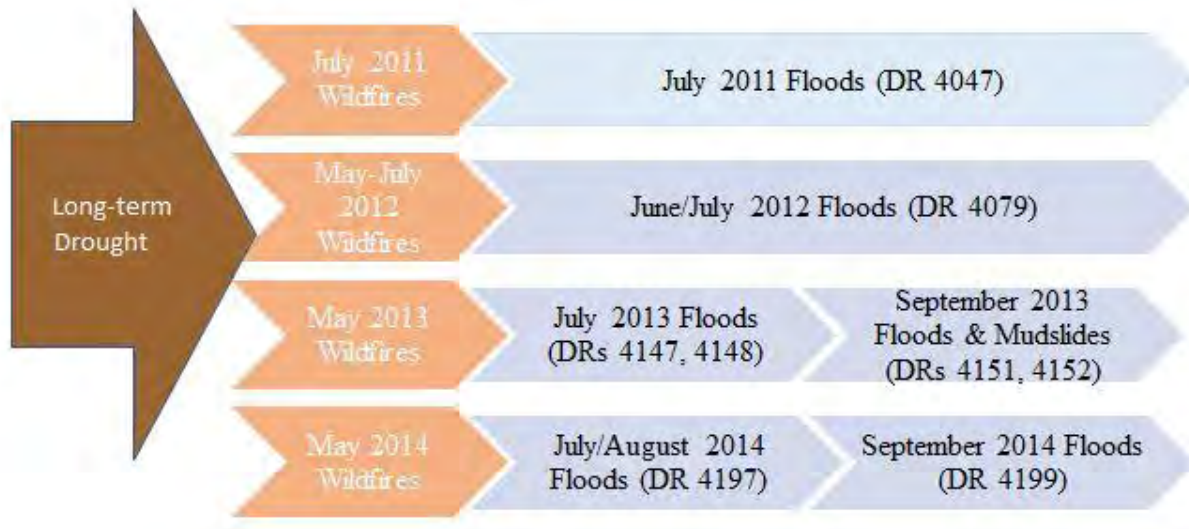 Long-term
Drought
July 2011
Wildfires
July 2011 Floods (DR 4047)
May-July
2012
Wildfires
June/July 2012 Floods (DR 4079)
May 2013
Wildfires
July 2013 Floods
(DRs 4147, 4148)
September 2013
Floods & Mudslides
(DRs 4151, 4152)
May 2014
Wildfires
July/August 2014
Floods (DR 4197)
September 2014 Floods
(DR 4199)